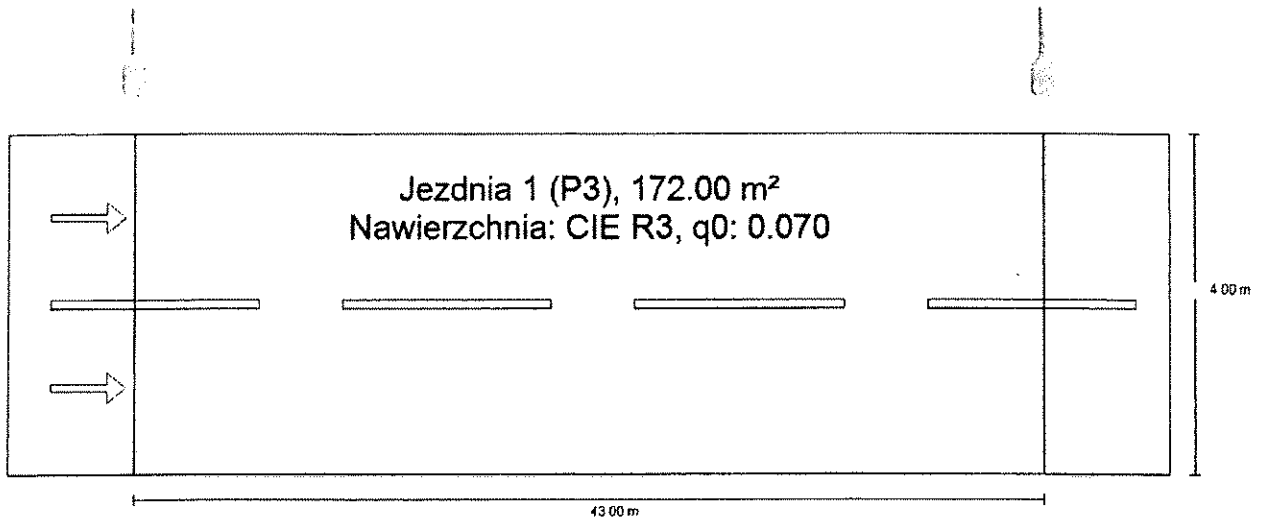 Jezdnia 1 (P3), 172.00 m²
Nawierzchnia: CIE R3, q0: 0.070
4.00 m
43.00 m